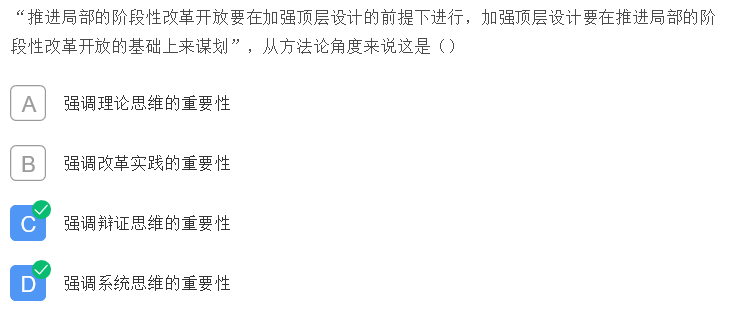 “推进局部的阶段性改革开放要在加强顶层设计的前提下进行，加强顶层设计要在推进局部的阶
段性改革开放的基础上来谋划”，从方法论角度来说这是（）
A 强调理论思维的重要性
B 强调改革实践的重要性
C 强调辩证思维的重要性
D 强调系统思维的重要性